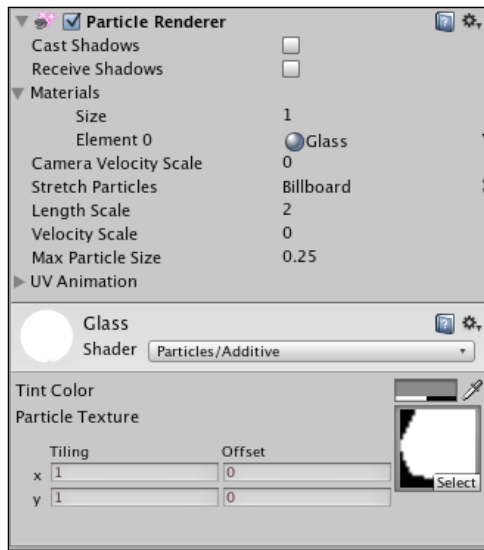 Particle Renderer
Cast Shadows
Receive Shadows
Materials
Size 1
Element 0 Glass
Camera Velocity Scale 0
Stretch Particles Billboard
Length Scale 2
Velocity Scale 0
Max Particle Size 0.25
UV Animation
Glass
Shader Particles/Additive
Tint Color
Particle Texture
Tiling Offset
x 1 0
y 1 0
Select